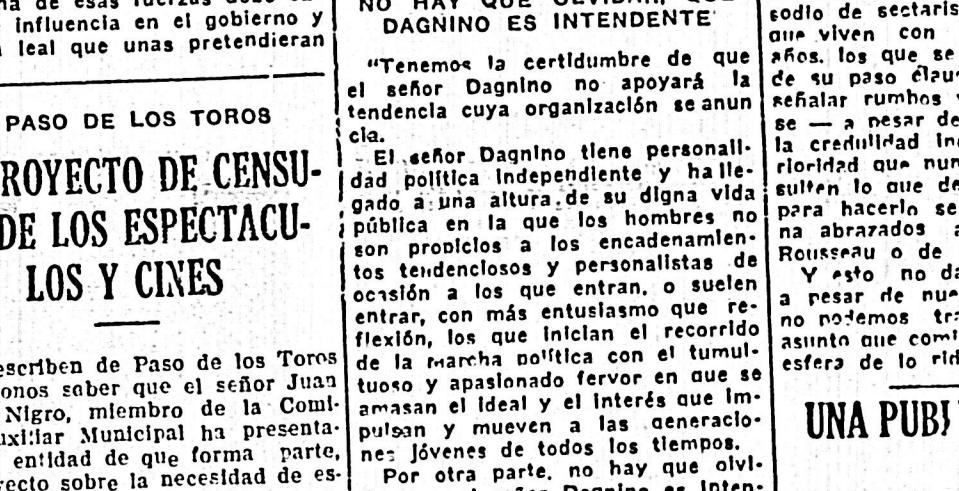 de esas fuerzas
influencia en el gobierno y
leal que unas pretendieran
PASO DE LOS TOROS
ROYECTO DE CENSU-
DE LOS ESPECTACU-
LOS Y CINES
escriben de Paso de los Toros
onos saber que el señor Juan
Nigro, miembro de la Comi-
uxiliar Municipal ha presenta-
entidad de que forma parte,
yecto sobre la necesidad de es-
NO HAY QUE OLVIDAR, QUE
DAGNINO ES INTENDENTE
"Tenemos la certidumbre de que
el señor Dagnino no apoyará la
tendencia cuya organización se anun
cia.
El señor Dagnino tiene personali-
dad política independiente y ha lle-
gado a una altura de su digna vida
pública en la que los hombres no
son propicios a los encadenamien-
tos tendenciosos y personalistas de
ocasión a los que entran, o suelen
entrar, con más entusiasmo que re-
flexión, los que inician el recorrido
de la marcha política con el tumul-
tuoso y apasionado fervor en que se
amasan el ideal y el interés que im-
pulsan y mueven a las generacio-
nes jóvenes de todos los tiempos.
Por otra parte, no hay que olvi-
Dagnino es Inten-
sodio de sectaris
que viven con
años, los que se
de su paso
señalar rumbos
se — a pesar de
la credulidad
rioridad que
sulten lo que
para hacerlo se
na abrazados
Rousseau o de
Y esto no
a pesar de
no podemos
asunto que
esfera de lo
UNA PUBL